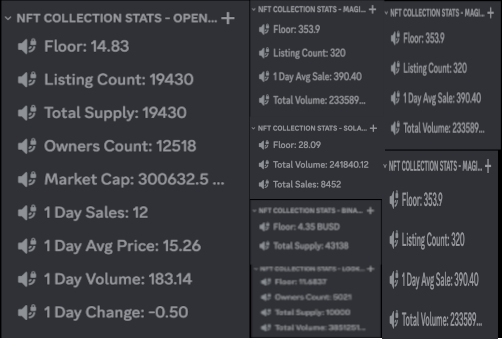 NFT COLLECTION STATS - OPEN...
Floor: 14.83
Listing Count: 19430
Total Supply: 19430
Owners Count: 12518
Market Cap: 300632.5 ...
1 Day Sales: 12
1 Day Avg Price: 15.26
1 Day Volume: 183.14
1 Day Change: -0.50
NFT COLLECTION STATS - MAGI...
Floor: 353.9
Listing Count: 320
1 Day Avg Sale: 390.40
Total Volume: 233589...
NFT COLLECTION STATS - SOLA...
Floor: 28.09
Total Volume: 241840.12
Total Sales: 8452
NFT COLLECTION STATS - BINA...
Floor: 4.35 BUSD
Total Supply: 43138
NFT COLLECTION STATS - LOOK...
Floor: 11.6837
Owners Count: 5021
Total Supply: 10000
Total Volume: 3851251...
NFT COLLECTION STATS - MAGI...
Floor: 353.9
Listing Count: 320
1 Day Avg Sale: 390.40
Total Volume: 233589...
NFT COLLECTION STATS - MAGI...
Floor: 353.9
Listing Count: 320
1 Day Avg Sale: 390.40
Total Volume: 233589...